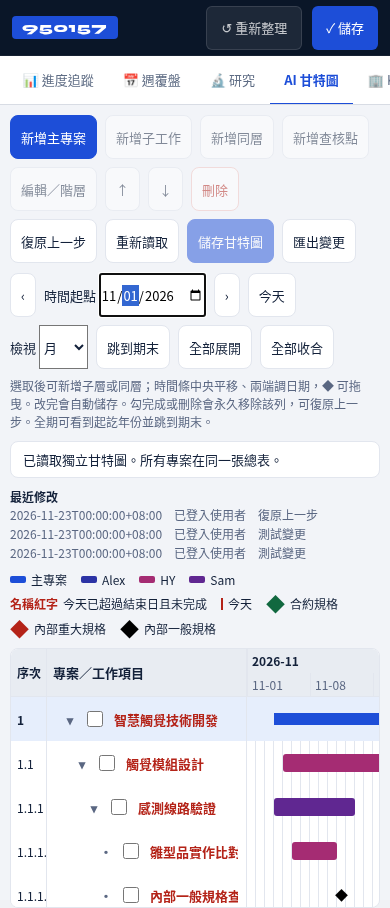 950157
↺ 重新整理
✓ 儲存
📊 進度追蹤 📅 週覆盤 🔬 研究 AI 甘特圖 🏢
新增主專案 新增子工作 新增同層 新增查核點
編輯／階層 ↑ ↓ 刪除
復原上一步 重新讀取 儲存甘特圖 匯出變更
‹ 時間起點 11/01/2026 › 今天
檢視 月 跳到期末 全部展開 全部收合
選取後可新增子層或同層；時間條中央平移、兩端調日期，◆ 可拖
曳。改完會自動儲存。勾完成或刪除會永久移除該列，可復原上一
步。全期可看到起訖年份並跳到期末。
已讀取獨立甘特圖。所有專案在同一張總表。
最近修改
2026-11-23T00:00:00+08:00 已登入使用者 復原上一步
2026-11-23T00:00:00+08:00 已登入使用者 測試變更
2026-11-23T00:00:00+08:00 已登入使用者 測試變更
主專案 Alex HY Sam
名稱紅字 今天已超過結束日且未完成 今天 合約規格
內部重大規格 內部一般規格
序次 專案／工作項目 2026-11
11-01 11-08
1 ▼ 智慧觸覺技術開發
1.1 ▼ 觸覺模組設計
1.1.1 ▼ 感測線路驗證
1.1.1. • 雛型品實作比對
1.1.1. • 內部一般規格查